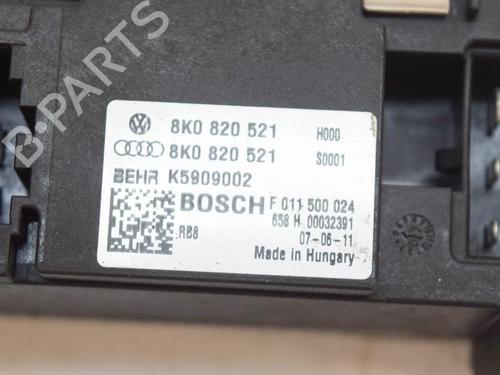 8K0 820 521 H000
8K0 820 521 S0001
BEHR K5909002
BOSCH F 011 500 024
658 H 00032391
RB8 07-06-11
Made in Hungary
B-PARTS